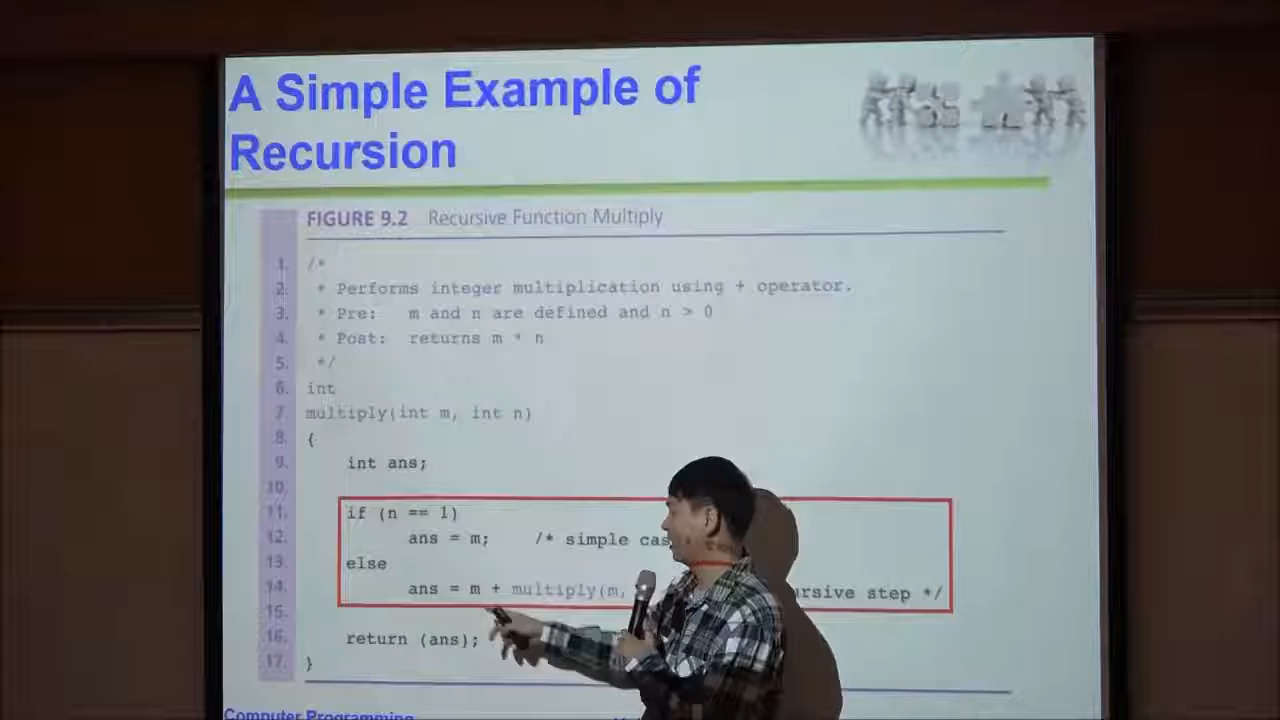 A Simple Example of
Recursion
FIGURE 9.2 Recursive Function Multiply
1. /*
2. * Performs integer multiplication using + operator.
3. * Pre: m and n are defined and n > 0
4. * Post: returns m * n
5. */
6. int
7. multiply(int m, int n)
8. {
9. int ans;
10.
11. if (n == 1)
12. ans = m; /* simple
13. else
14. ans = m + multiply(m, step */
15.
16. return (ans);
17. }
Computer Programming